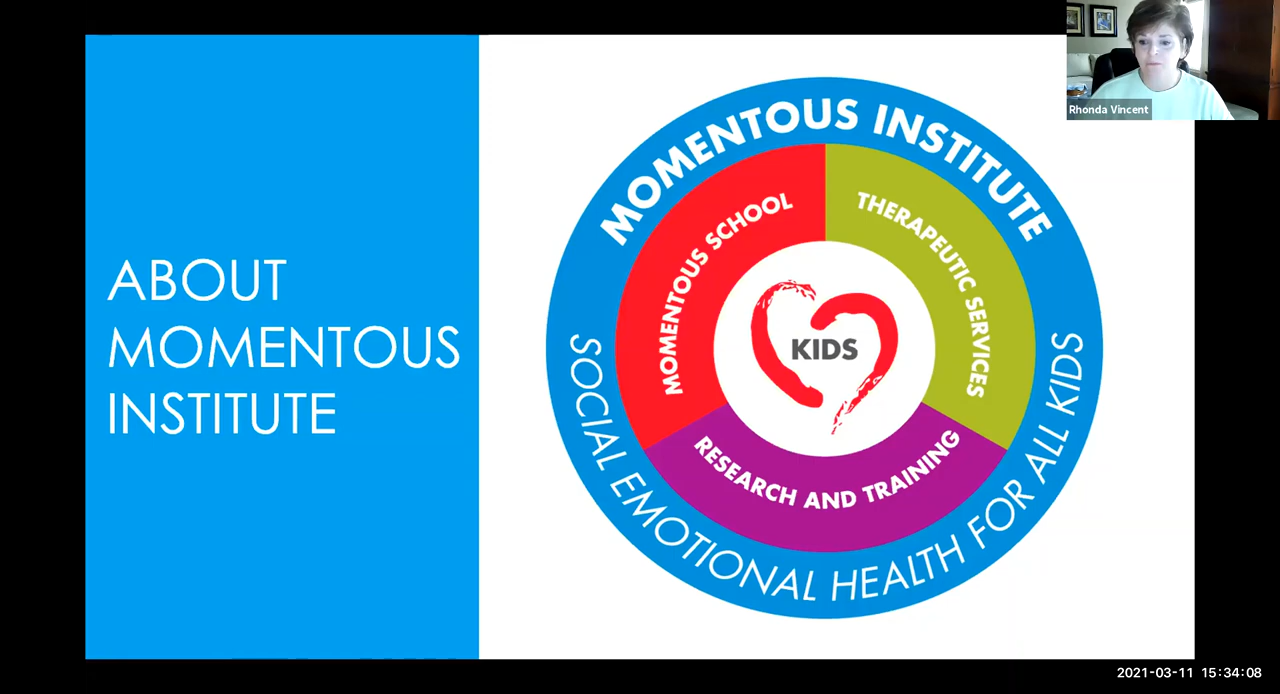 ABOUT
MOMENTOUS
INSTITUTE
MOMENTOUS INSTITUTE
MOMENTOUS SCHOOL
THERAPEUTIC SERVICES
KIDS
RESEARCH AND TRAINING
SOCIAL EMOTIONAL HEALTH FOR ALL KIDS
Rhonda Vincent
2021-03-11 15:34:08